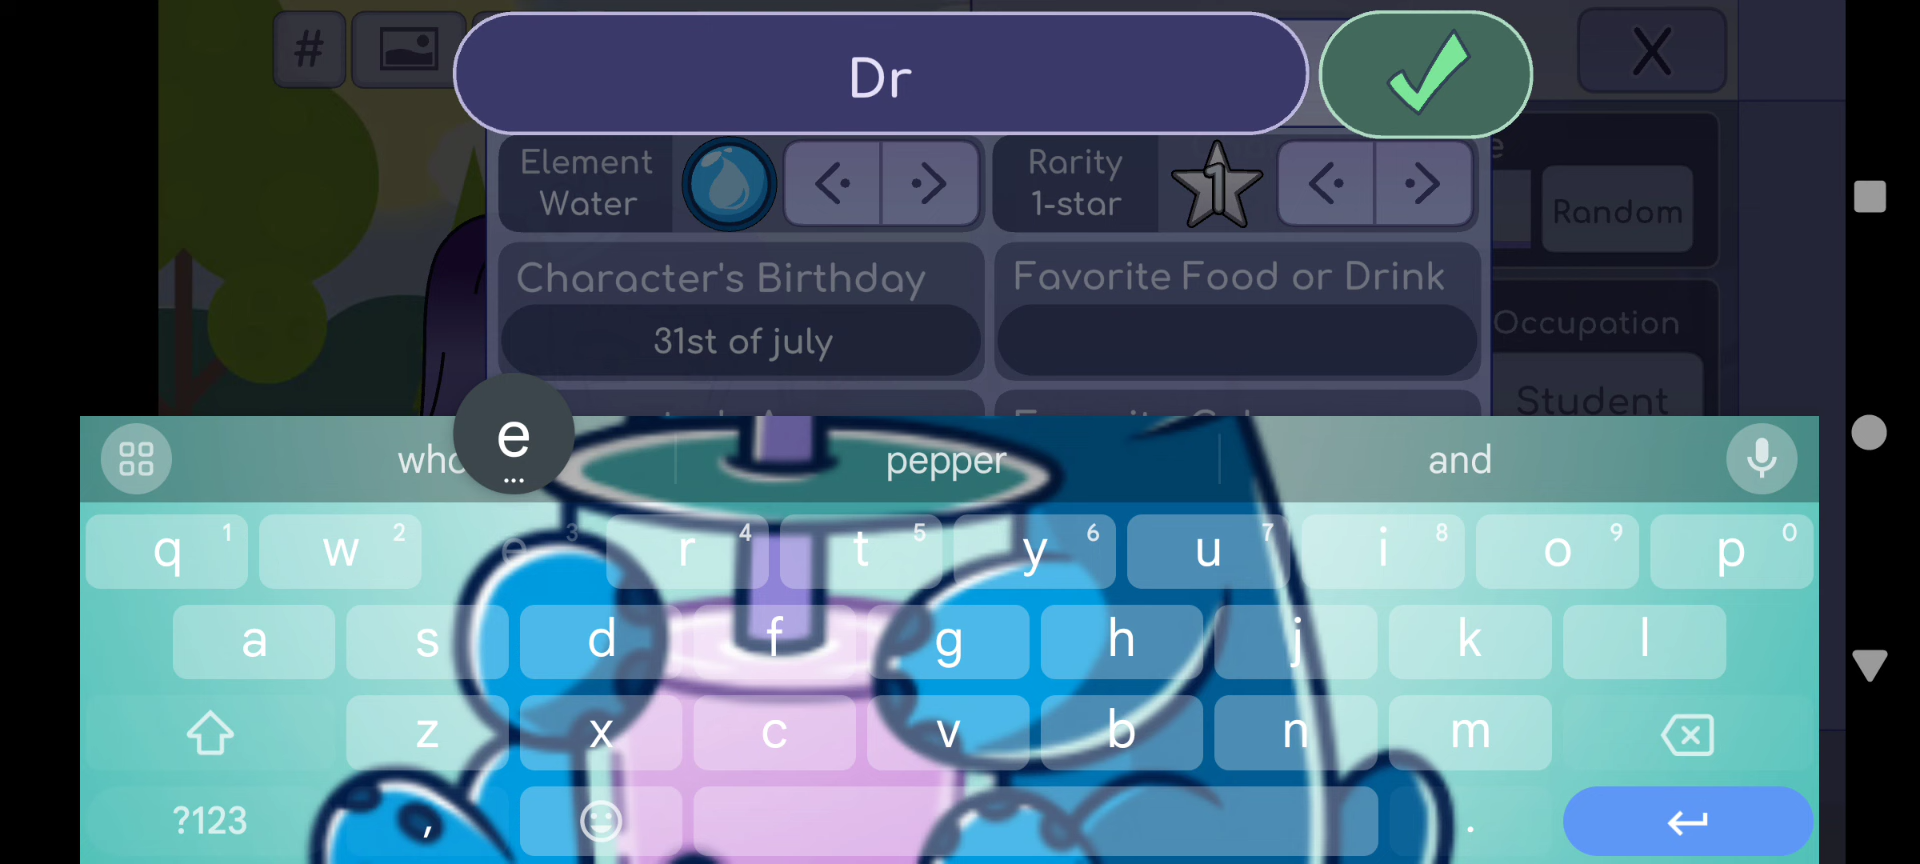 #
Dr
X
Element
Water
Rarity
1-star
1
Random
Character's Birthday
Favorite Food or Drink
31st of july
Occupation
Student
e
...
pepper
and
q 1 w 2 e 3 r 4 t 5 y 6 u 7 i 8 o 9 p 0
a s d f g h j k l
z x c v b n m
?123 , .